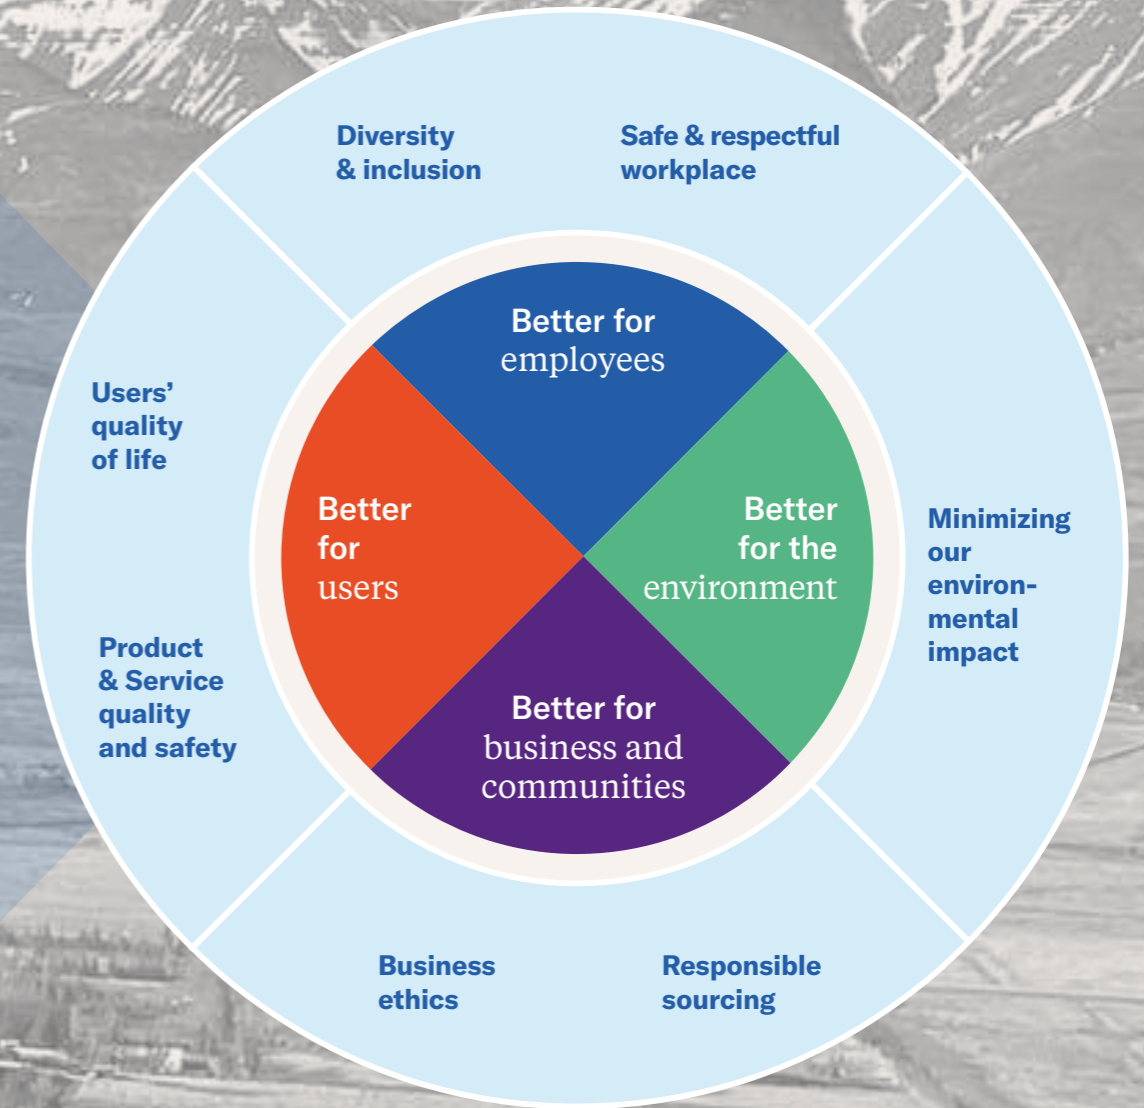 Diversity
& inclusion
Safe & respectful
workplace
Better for
employees
Users’
quality
of life
Product
& Service
quality
and safety
Better
for
users
Better
for the
environment
Minimizing
our
environ-
mental
impact
Better for
business and
communities
Business
ethics
Responsible
sourcing